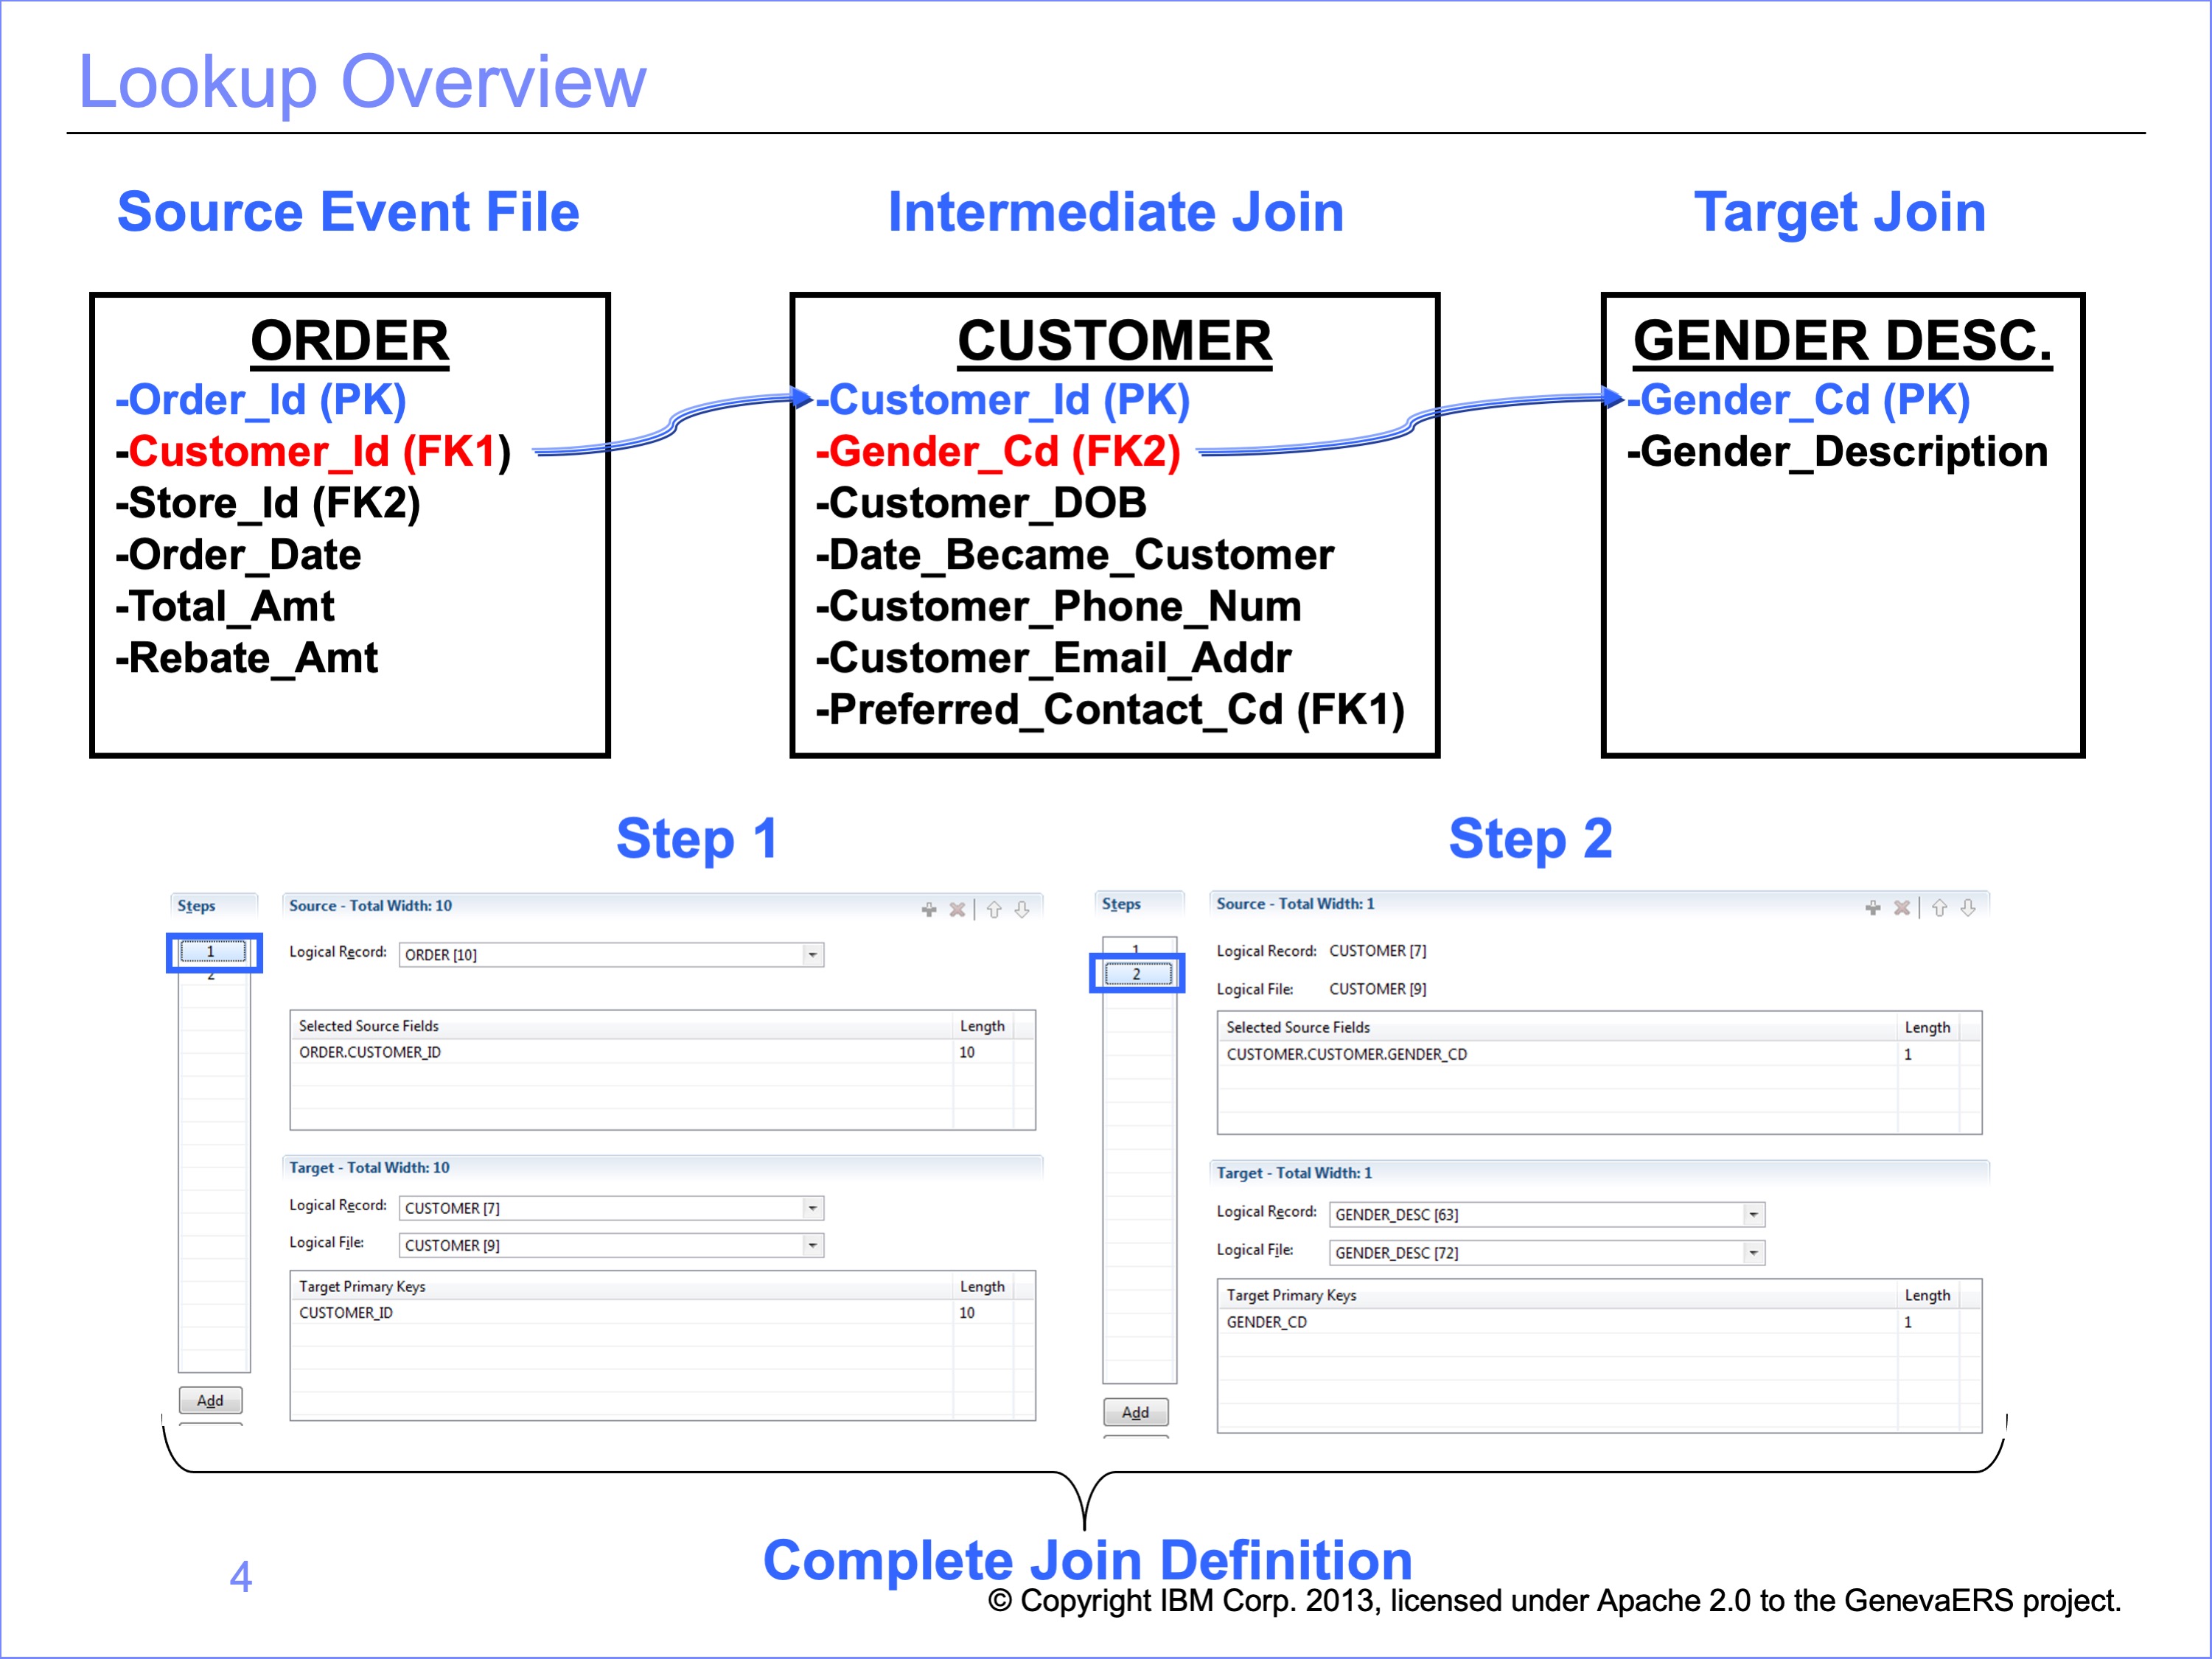 Lookup Overview
Source Event File
Intermediate Join
Target Join
ORDER
-Order_Id (PK)
-Customer_Id (FK1)
-Store_Id (FK2)
-Order_Date
-Total_Amt
-Rebate_Amt
CUSTOMER
-Customer_Id (PK)
-Gender_Cd (FK2)
-Customer_DOB
-Date_Became_Customer
-Customer_Phone_Num
-Customer_Email_Addr
-Preferred_Contact_Cd (FK1)
GENDER DESC.
-Gender_Cd (PK)
-Gender_Description
Step 1
Steps
1
2
Add
Source - Total Width: 10
Logical Record: ORDER [10]
Selected Source Fields Length
ORDER.CUSTOMER_ID 10
Target - Total Width: 10
Logical Record: CUSTOMER [7]
Logical File: CUSTOMER [9]
Target Primary Keys Length
CUSTOMER_ID 10
Step 2
Steps
1
2
Add
Source - Total Width: 1
Logical Record: CUSTOMER [7]
Logical File: CUSTOMER [9]
Selected Source Fields Length
CUSTOMER.CUSTOMER.GENDER_CD 1
Target - Total Width: 1
Logical Record: GENDER_DESC [63]
Logical File: GENDER_DESC [72]
Target Primary Keys Length
GENDER_CD 1
Complete Join Definition
4
© Copyright IBM Corp. 2013, licensed under Apache 2.0 to the GenevaERS project.